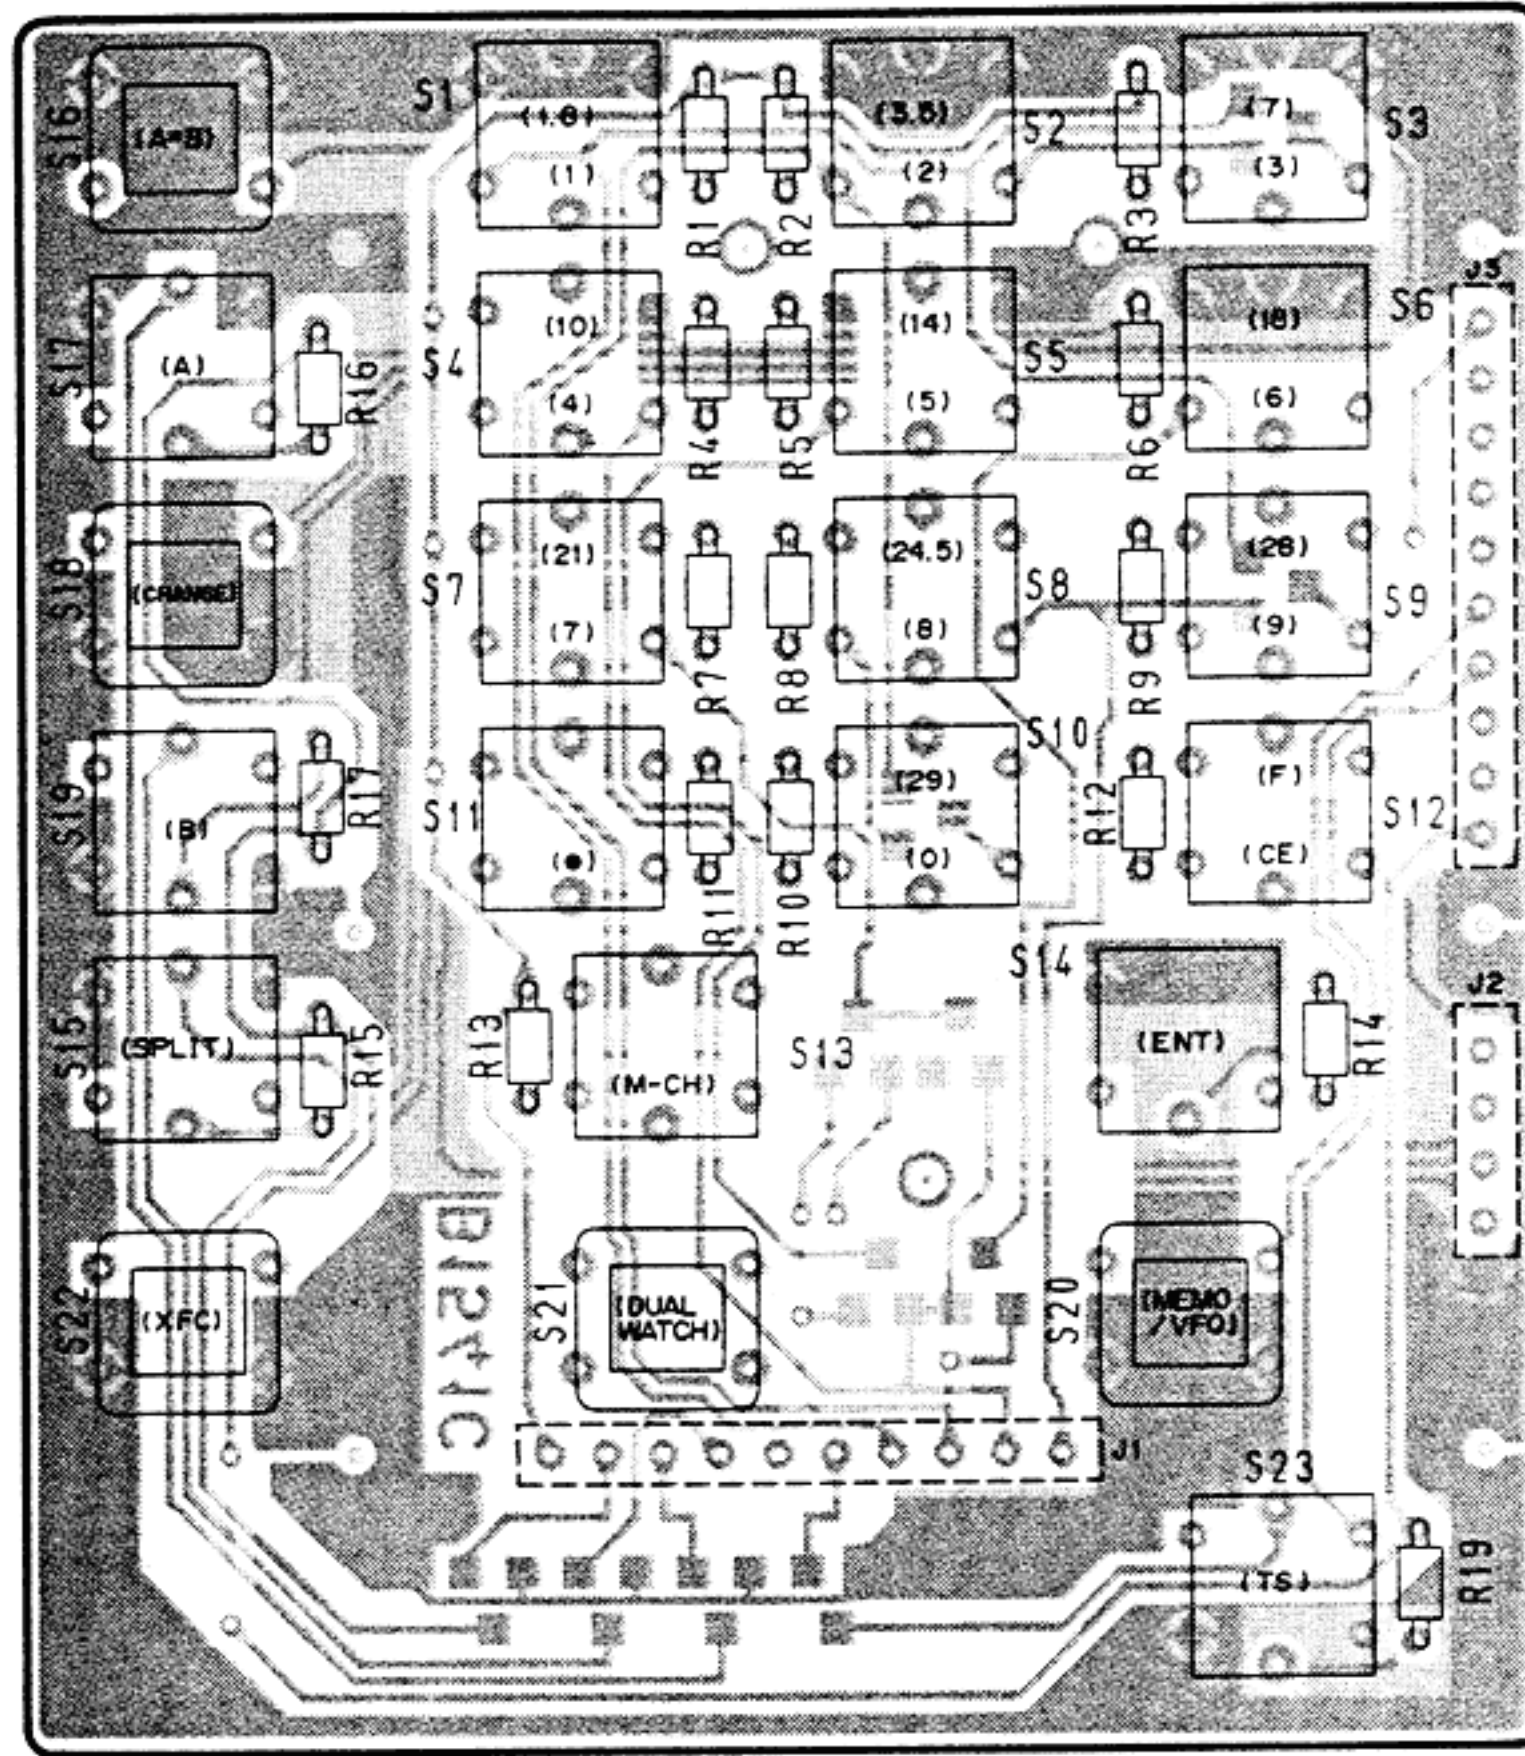 S16
(A=B)
S1
(1.8)
(1)
R1
R2
(3.5)
(2)
S2
R3
(7)
(3)
S3
S17
(A)
R16
S4
(10)
(4)
R4
R5
(14)
(5)
S5
R6
(18)
(6)
S6
J3
S18
(CHANGE)
S7
(21)
(7)
R7
R8
(24.5)
(8)
S8
R9
(28)
(9)
S9
S19
(B)
R17
S11
(•)
R11
R10
(29)
(0)
S10
R12
(F)
(CE)
S12
S15
(SPLIT)
R15
R13
(M-CH)
S13
S14
(ENT)
R14
J2
S22
(XFC)
B1541C
S21
(DUAL
WATCH)
S20
(MEMO
/VFO)
J1
S23
(TS)
R19